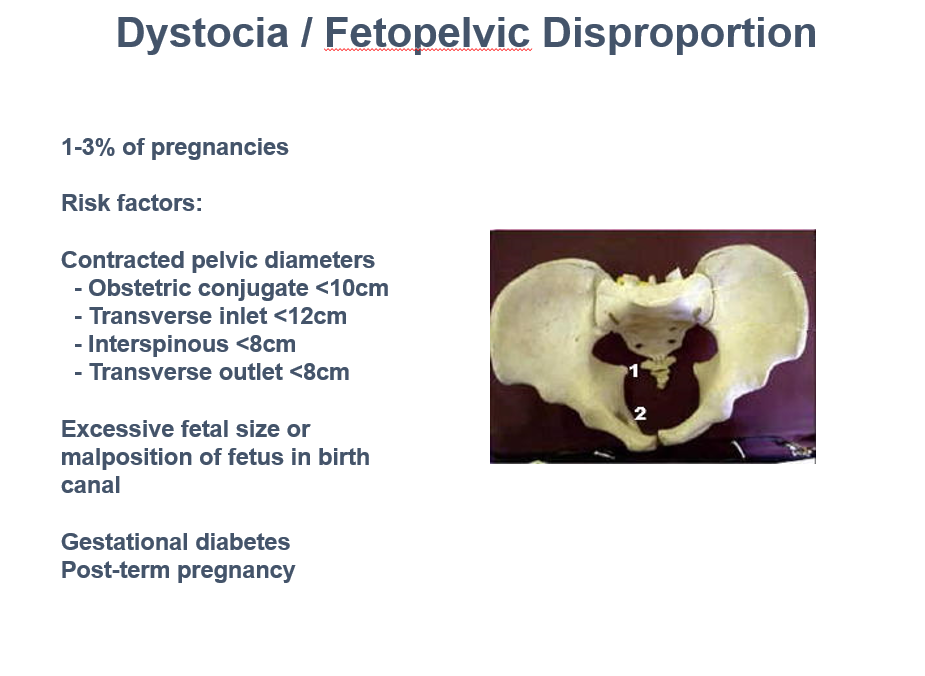 Dystocia / Fetopelvic Disproportion
1-3% of pregnancies
Risk factors:
Contracted pelvic diameters
- Obstetric conjugate <10cm
- Transverse inlet <12cm
- Interspinous <8cm
- Transverse outlet <8cm
Excessive fetal size or
malposition of fetus in birth
canal
Gestational diabetes
Post-term pregnancy
1
2